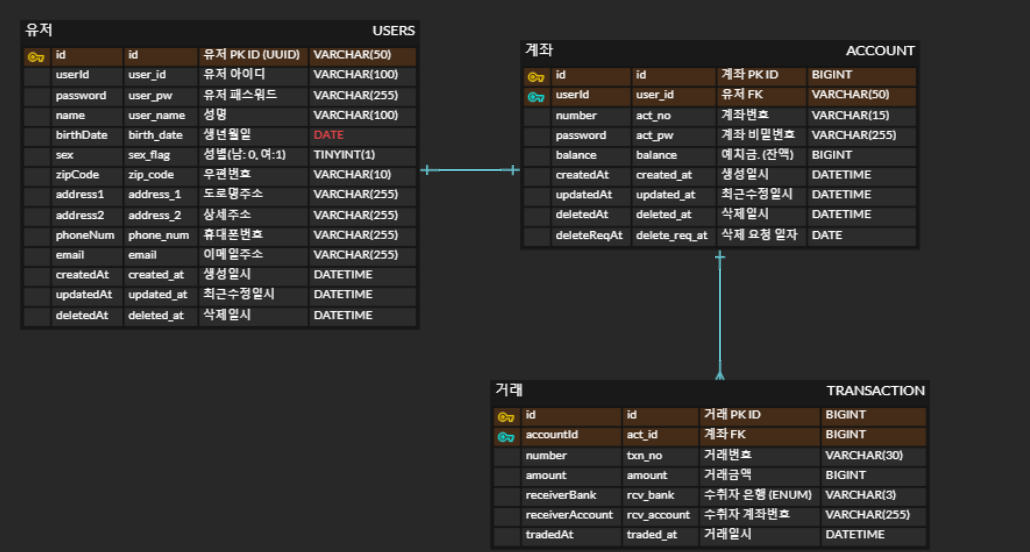 유저 USERS
id id 유저 PK ID (UUID) VARCHAR(50)
userId user_id 유저 아이디 VARCHAR(100)
password user_pw 유저 패스워드 VARCHAR(255)
name user_name 성명 VARCHAR(100)
birthDate birth_date 생년월일 DATE
sex sex_flag 성별(남: 0, 여:1) TINYINT(1)
zipCode zip_code 우편번호 VARCHAR(10)
address1 address_1 도로명주소 VARCHAR(255)
address2 address_2 상세주소 VARCHAR(255)
phoneNum phone_num 휴대폰번호 VARCHAR(255)
email email 이메일주소 VARCHAR(255)
createdAt created_at 생성일시 DATETIME
updatedAt updated_at 최근수정일시 DATETIME
deletedAt deleted_at 삭제일시 DATETIME
계좌 ACCOUNT
id id 계좌 PK ID BIGINT
userId user_id 유저 FK VARCHAR(50)
number act_no 계좌번호 VARCHAR(15)
password act_pw 계좌 비밀번호 VARCHAR(255)
balance balance 예치금. (잔액) BIGINT
createdAt created_at 생성일시 DATETIME
updatedAt updated_at 최근수정일시 DATETIME
deletedAt deleted_at 삭제일시 DATETIME
deleteReqAt delete_req_at 삭제 요청 일자 DATE
거래 TRANSACTION
id id 거래 PK ID BIGINT
accountId act_id 계좌 FK BIGINT
number txn_no 거래번호 VARCHAR(30)
amount amount 거래금액 BIGINT
receiverBank rcv_bank 수취자 은행 (ENUM) VARCHAR(3)
receiverAccount rcv_account 수취자 계좌번호 VARCHAR(255)
tradedAt traded_at 거래일시 DATETIME